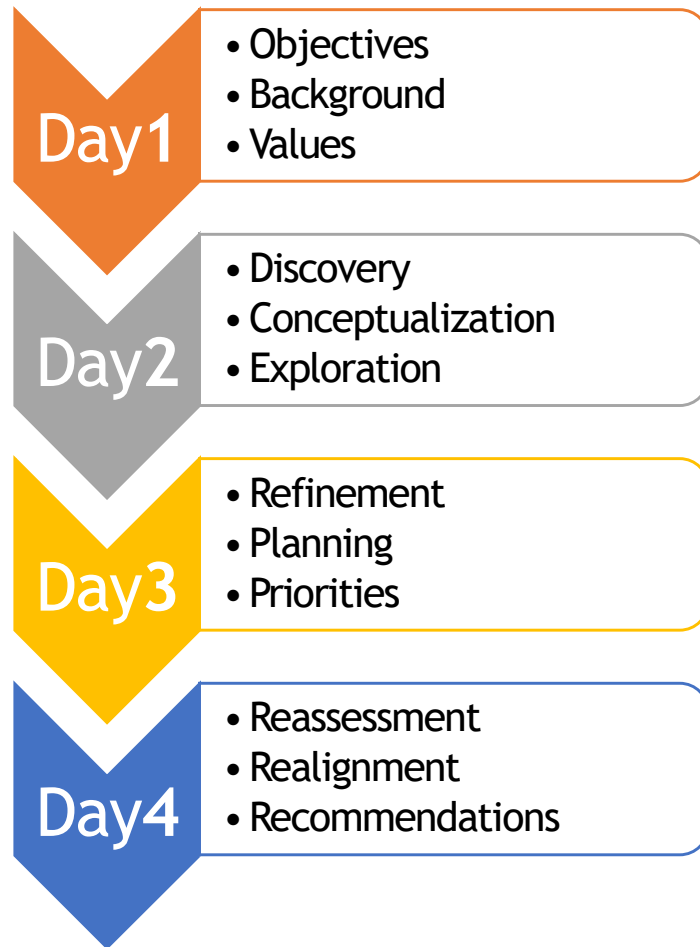 Day1
• Objectives
• Background
• Values
Day2
• Discovery
• Conceptualization
• Exploration
Day3
• Refinement
• Planning
• Priorities
Day4
• Reassessment
• Realignment
• Recommendations